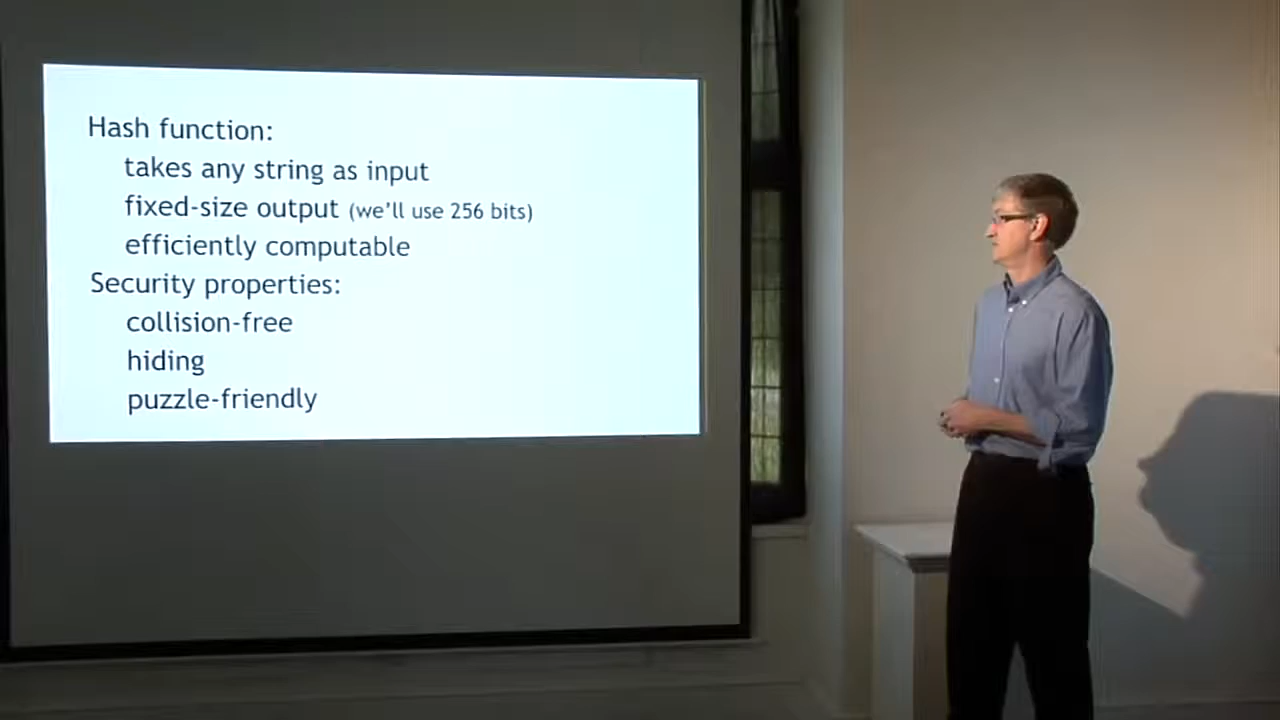 Hash function:
takes any string as input
fixed-size output (we'll use 256 bits)
efficiently computable
Security properties:
collision-free
hiding
puzzle-friendly